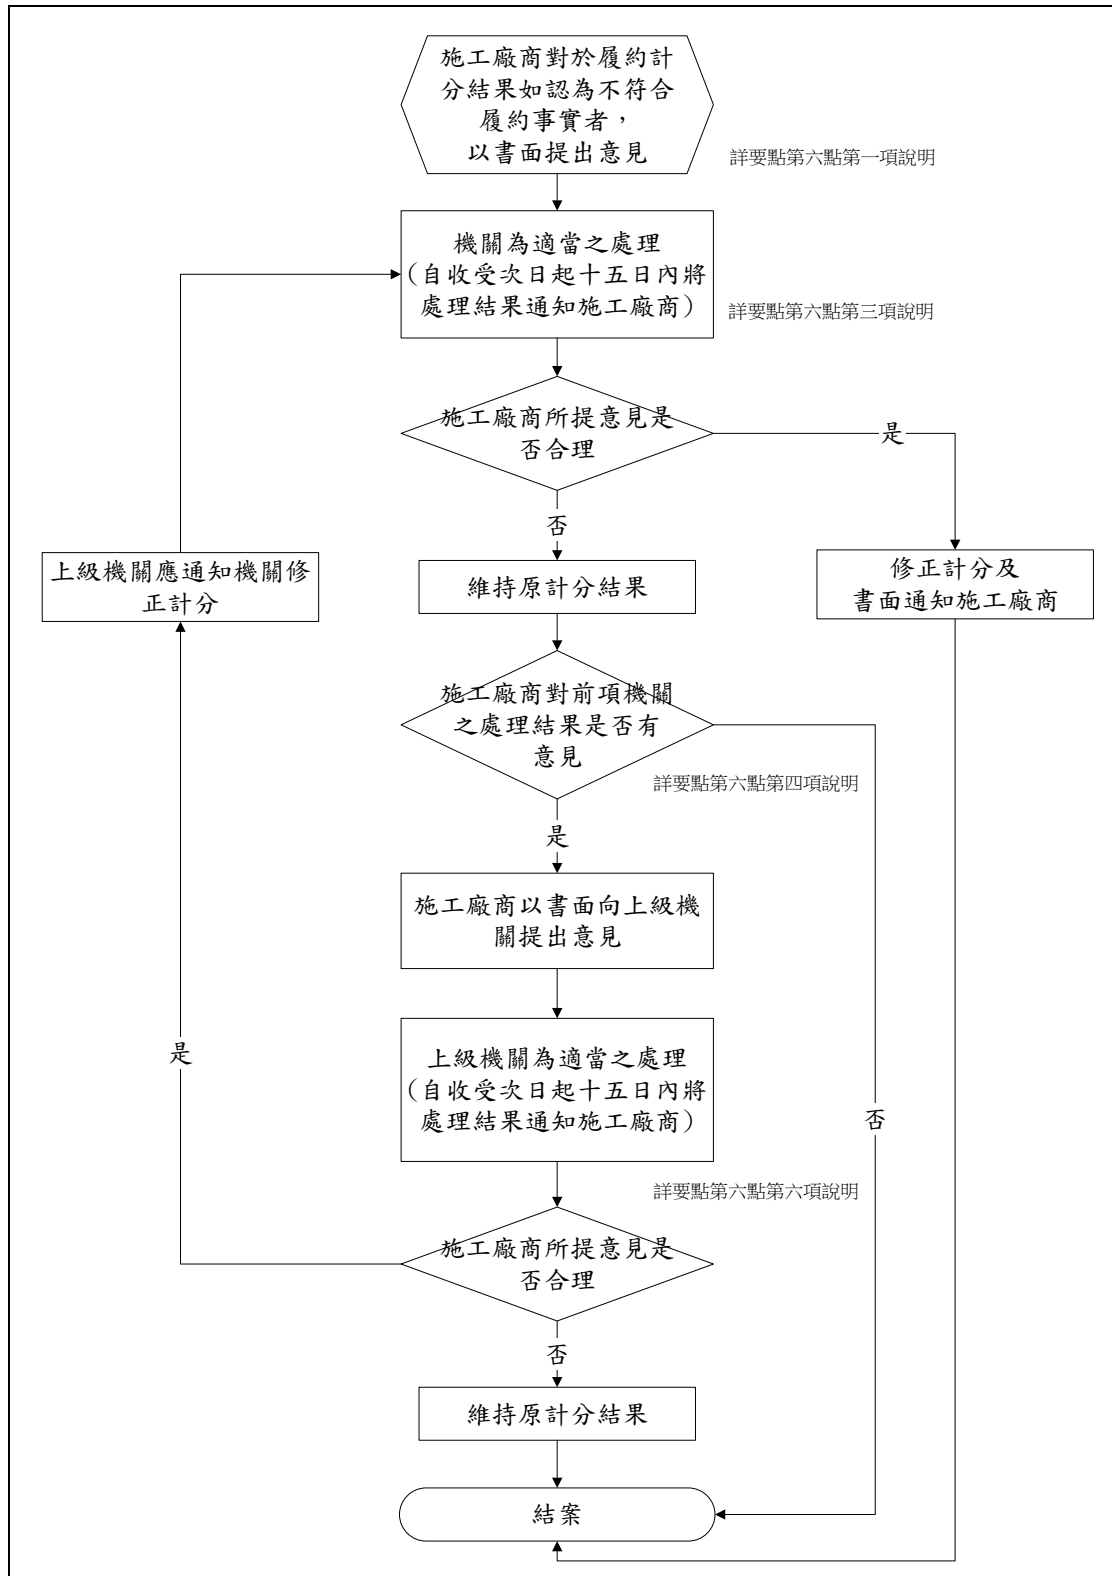 施工廠商對於履約計
分結果如認為不符合
履約事實者，
以書面提出意見
詳要點第六點第一項說明
機關為適當之處理
(自收受次日起十五日內將
處理結果通知施工廠商)
詳要點第六點第三項說明
施工廠商所提意見是
否合理
是
否
上級機關應通知機關修
正計分
維持原計分結果
修正計分及
書面通知施工廠商
施工廠商對前項機關
之處理結果是否有
意見
詳要點第六點第四項說明
是
施工廠商以書面向上級機
關提出意見
上級機關為適當之處理
(自收受次日起十五日內將
處理結果通知施工廠商)
是
否
詳要點第六點第六項說明
施工廠商所提意見是
否合理
否
維持原計分結果
結案